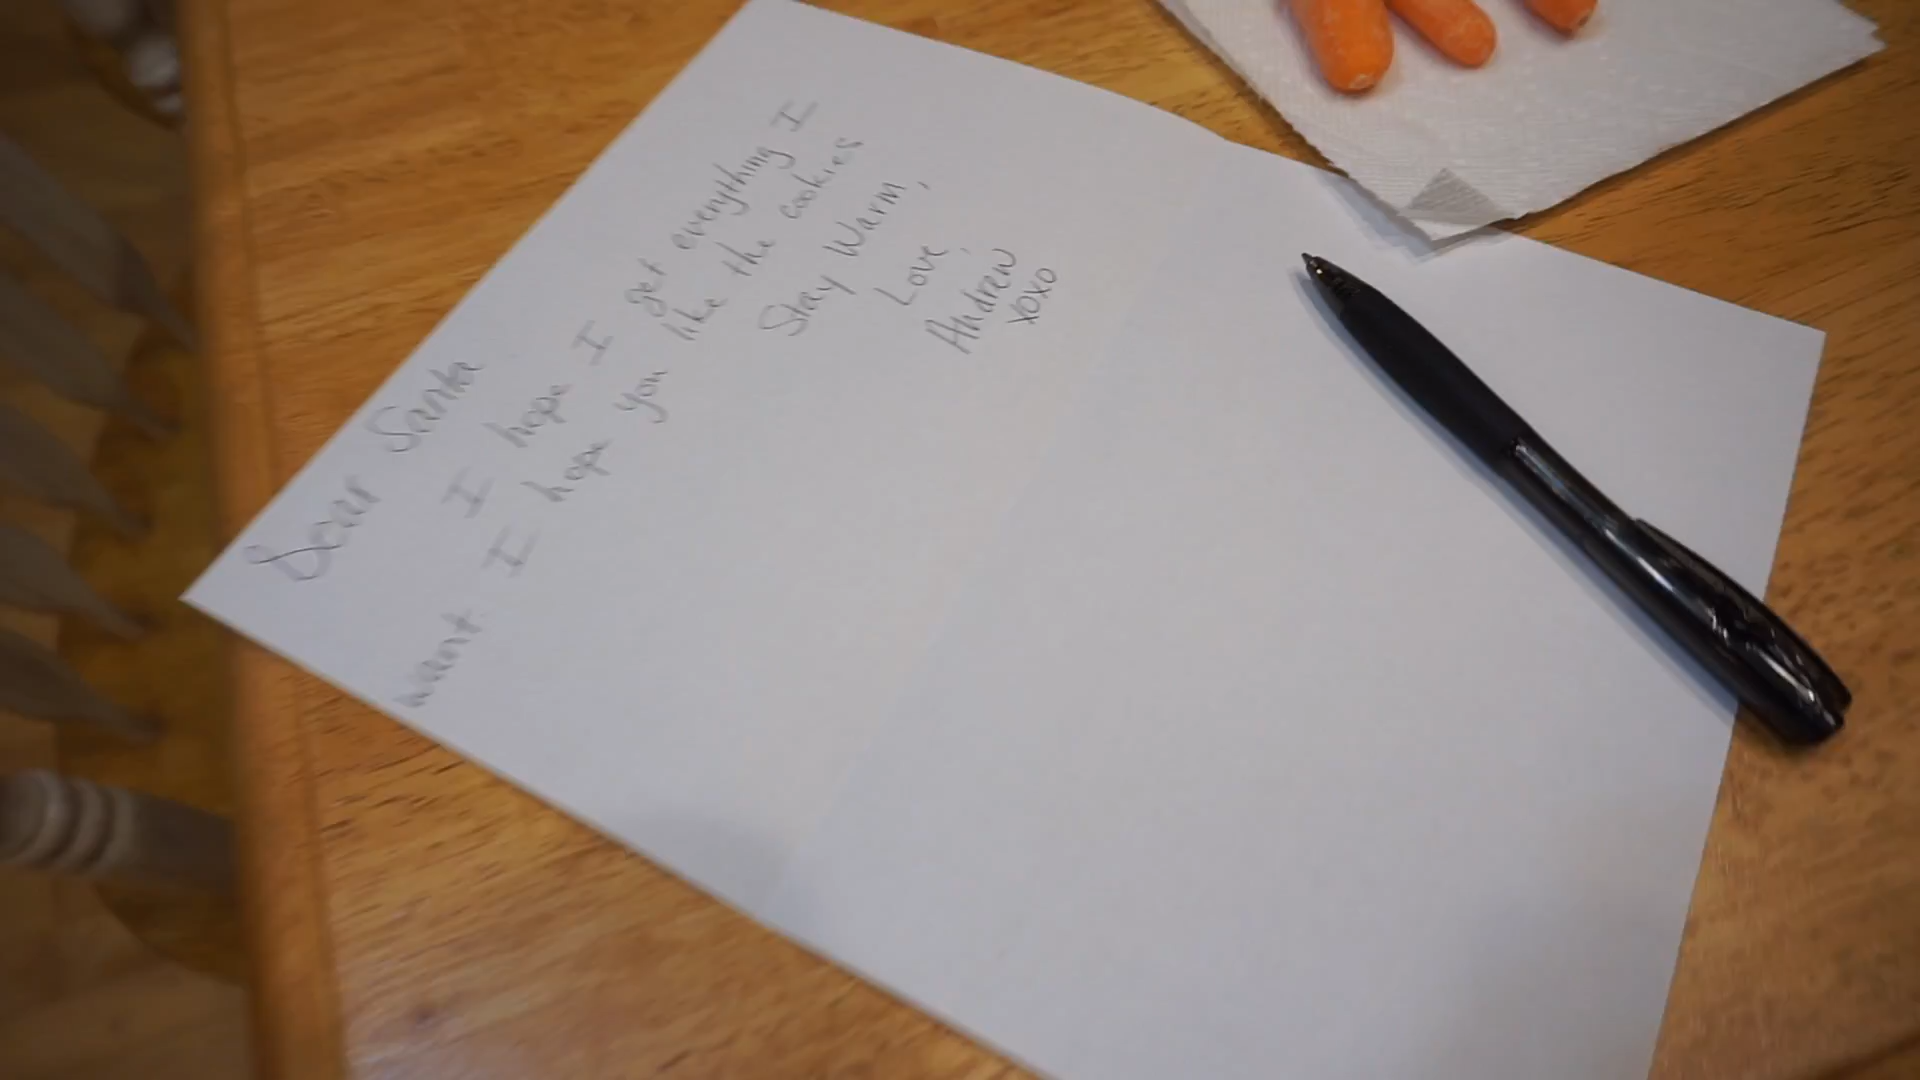 Dear Santa
I hope I get everything I
want. I hope you like the cookies
Stay Warm,
Love,
Andrew
xoxo